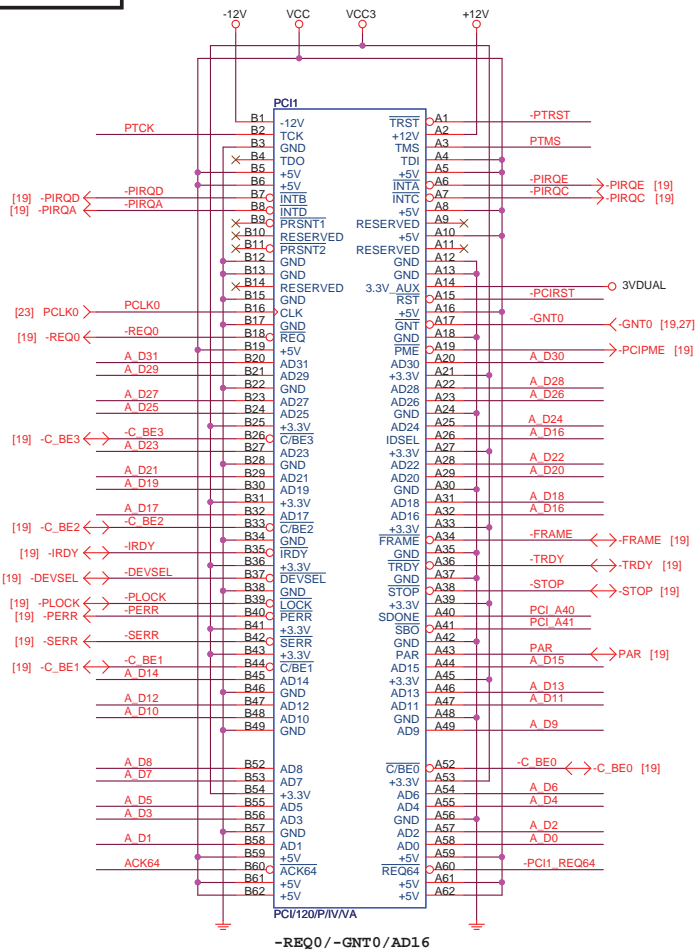 -12V VCC VCC3 +12V
PCI1
B1 -12V TRST A1 -PTRST
PTCK B2 TCK +12V A2
B3 GND TMS A3 PTMS
B4 TDO TDI A4
B5 +5V +5V A5
B6 +5V INTA A6 -PIRQE -PIRQE [19]
[19] -PIRQD -PIRQD B7 INTB INTC A7 -PIRQC -PIRQC [19]
[19] -PIRQA -PIRQA B8 INTD +5V A8
B9 PRSNT1 RESERVED A9
B10 RESERVED +5V A10
B11 PRSNT2 RESERVED A11
B12 GND GND A12
B13 GND GND A13
B14 RESERVED 3.3V_AUX A14 3VDUAL
B15 GND RST A15 -PCIRST
[23] PCLK0 PCLK0 B16 CLK +5V A16
B17 GND GNT A17 -GNT0 -GNT0 [19,27]
[19] -REQ0 -REQ0 B18 REQ GND A18
B19 +5V PME A19 -PCIPME [19]
A_D31 B20 AD31 AD30 A20 A_D30
A_D29 B21 AD29 +3.3V A21
B22 GND AD28 A22 A_D28
A_D27 B23 AD27 AD26 A23 A_D26
A_D25 B24 AD25 GND A24
B25 +3.3V AD24 A25 A_D24
[19] -C_BE3 -C_BE3 B26 C/BE3 IDSEL A26 A_D16
A_D23 B27 AD23 +3.3V A27
B28 GND AD22 A28 A_D22
A_D21 B29 AD21 AD20 A29 A_D20
A_D19 B30 AD19 GND A30
B31 +3.3V AD18 A31 A_D18
A_D17 B32 AD17 AD16 A32 A_D16
[19] -C_BE2 -C_BE2 B33 C/BE2 +3.3V A33
B34 GND FRAME A34 -FRAME -FRAME [19]
[19] -IRDY -IRDY B35 IRDY GND A35
B36 +3.3V TRDY A36 -TRDY -TRDY [19]
[19] -DEVSEL -DEVSEL B37 DEVSEL GND A37
B38 GND STOP A38 -STOP -STOP [19]
[19] -PLOCK -PLOCK B39 LOCK +3.3V A39
[19] -PERR -PERR B40 PERR SDONE A40 PCI_A40
B41 +3.3V SBO A41 PCI_A41
[19] -SERR -SERR B42 SERR GND A42
B43 +3.3V PAR A43 PAR PAR [19]
[19] -C_BE1 -C_BE1 B44 C/BE1 AD15 A44 A_D15
A_D14 B45 AD14 +3.3V A45
B46 GND AD13 A46 A_D13
A_D12 B47 AD12 AD11 A47 A_D11
A_D10 B48 AD10 GND A48
B49 GND AD9 A49 A_D9
A_D8 B52 AD8 C/BE0 A52 -C_BE0 -C_BE0 [19]
A_D7 B53 AD7 +3.3V A53
B54 +3.3V AD6 A54 A_D6
A_D5 B55 AD5 AD4 A55 A_D4
A_D3 B56 AD3 GND A56
B57 GND AD2 A57 A_D2
A_D1 B58 AD1 AD0 A58 A_D0
B59 +5V +5V A59
ACK64 B60 ACK64 REQ64 A60 -PCI1_REQ64
B61 +5V +5V A61
B62 +5V +5V A62
PCI/120/P/IV/VA
-REQ0/-GNT0/AD16